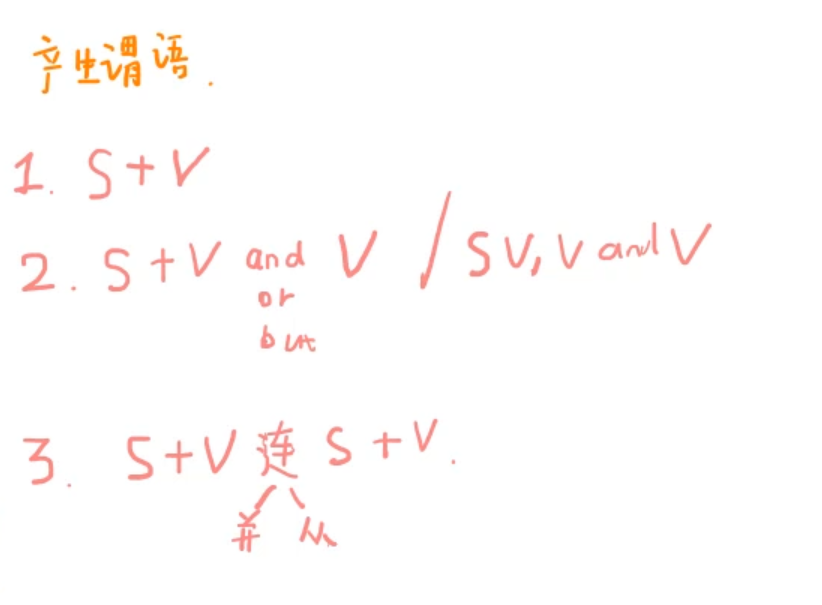 产生谓语.
1. S+V
2. S+V and V / SV, V and V
or
but
3. S+V 连 S+V.
并 从